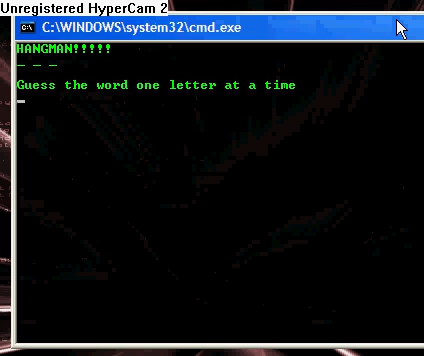 Unregistered HyperCam 2
C:\WINDOWS\system32\cmd.exe
HANGMAN!!!!!
_ _ _
Guess the word one letter at a time